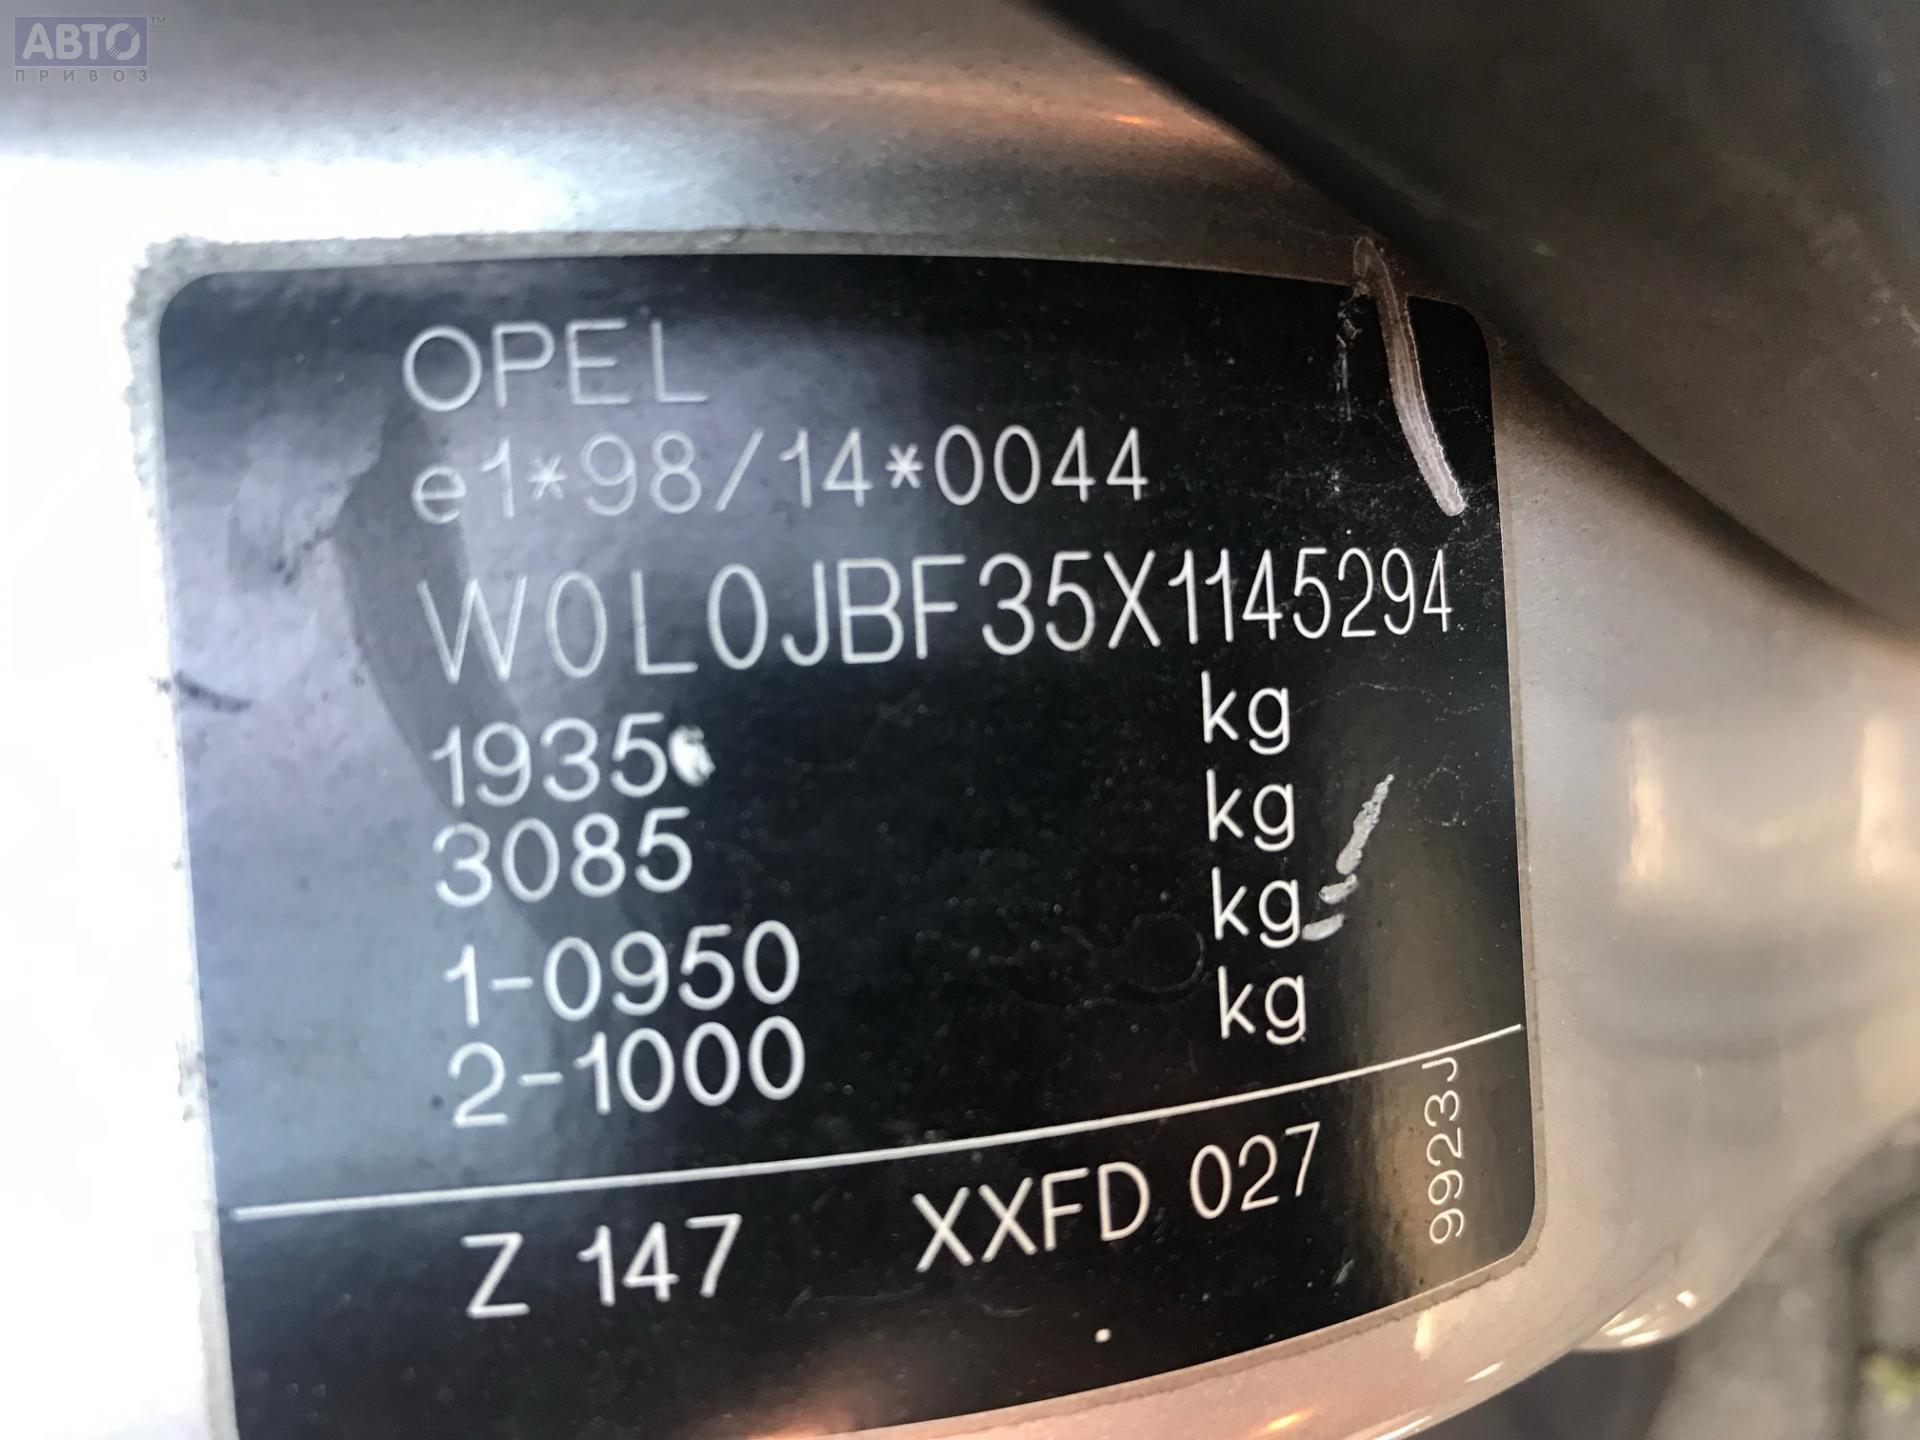 АВТО™
ПРИВОЗ
OPEL
e1*98/14*0044
W0L0JBF35X1145294
1935 kg
3085 kg
1-0950 kg
2-1000 kg
9923J
Z 147 XXFD 027